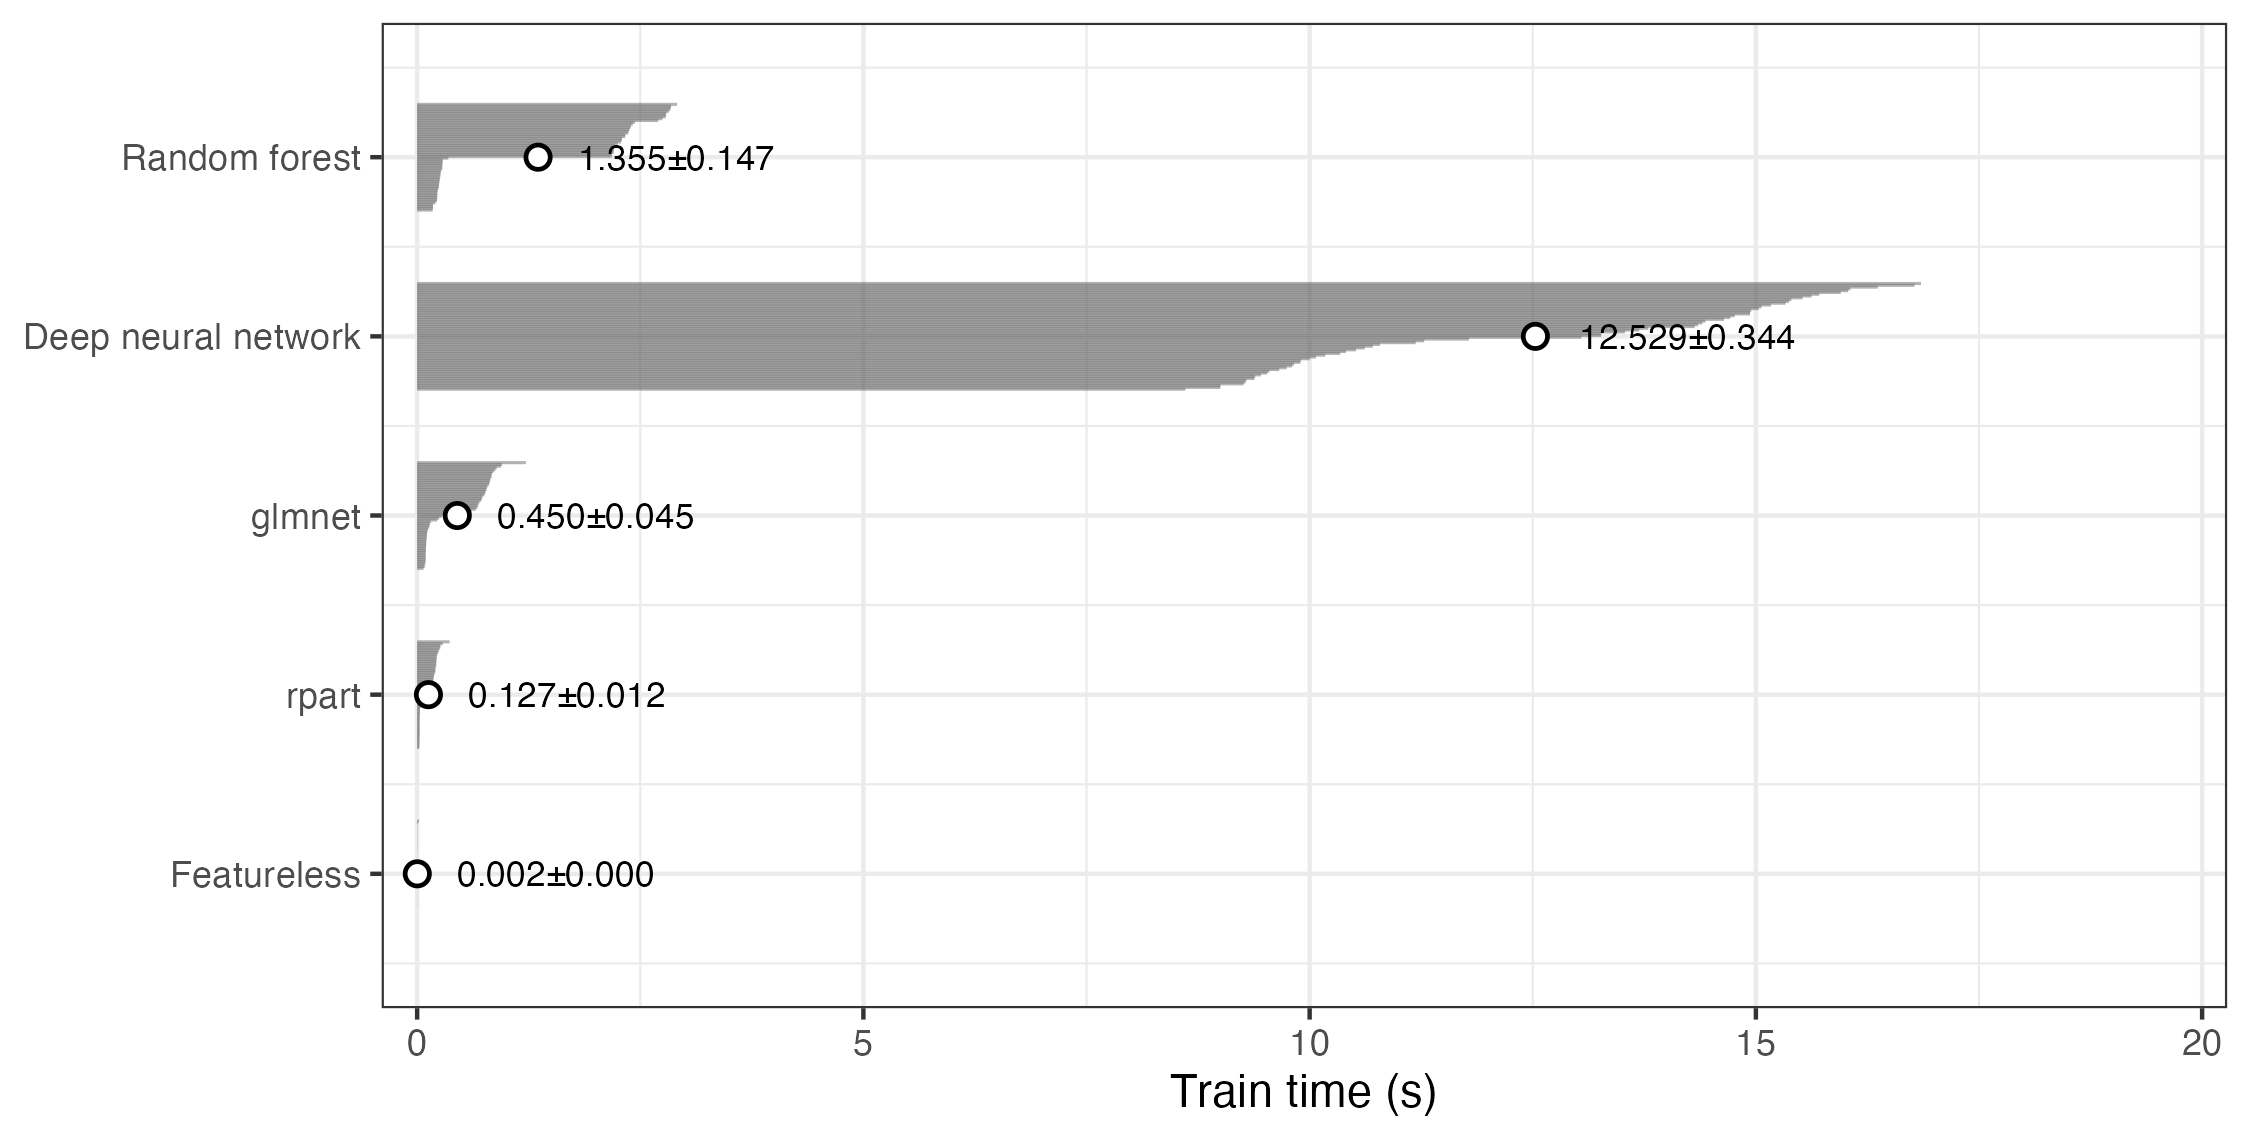 Random forest 1.355±0.147
Deep neural network 12.529±0.344
glmnet 0.450±0.045
rpart 0.127±0.012
Featureless 0.002±0.000
0 5 10 15 20
Train time (s)